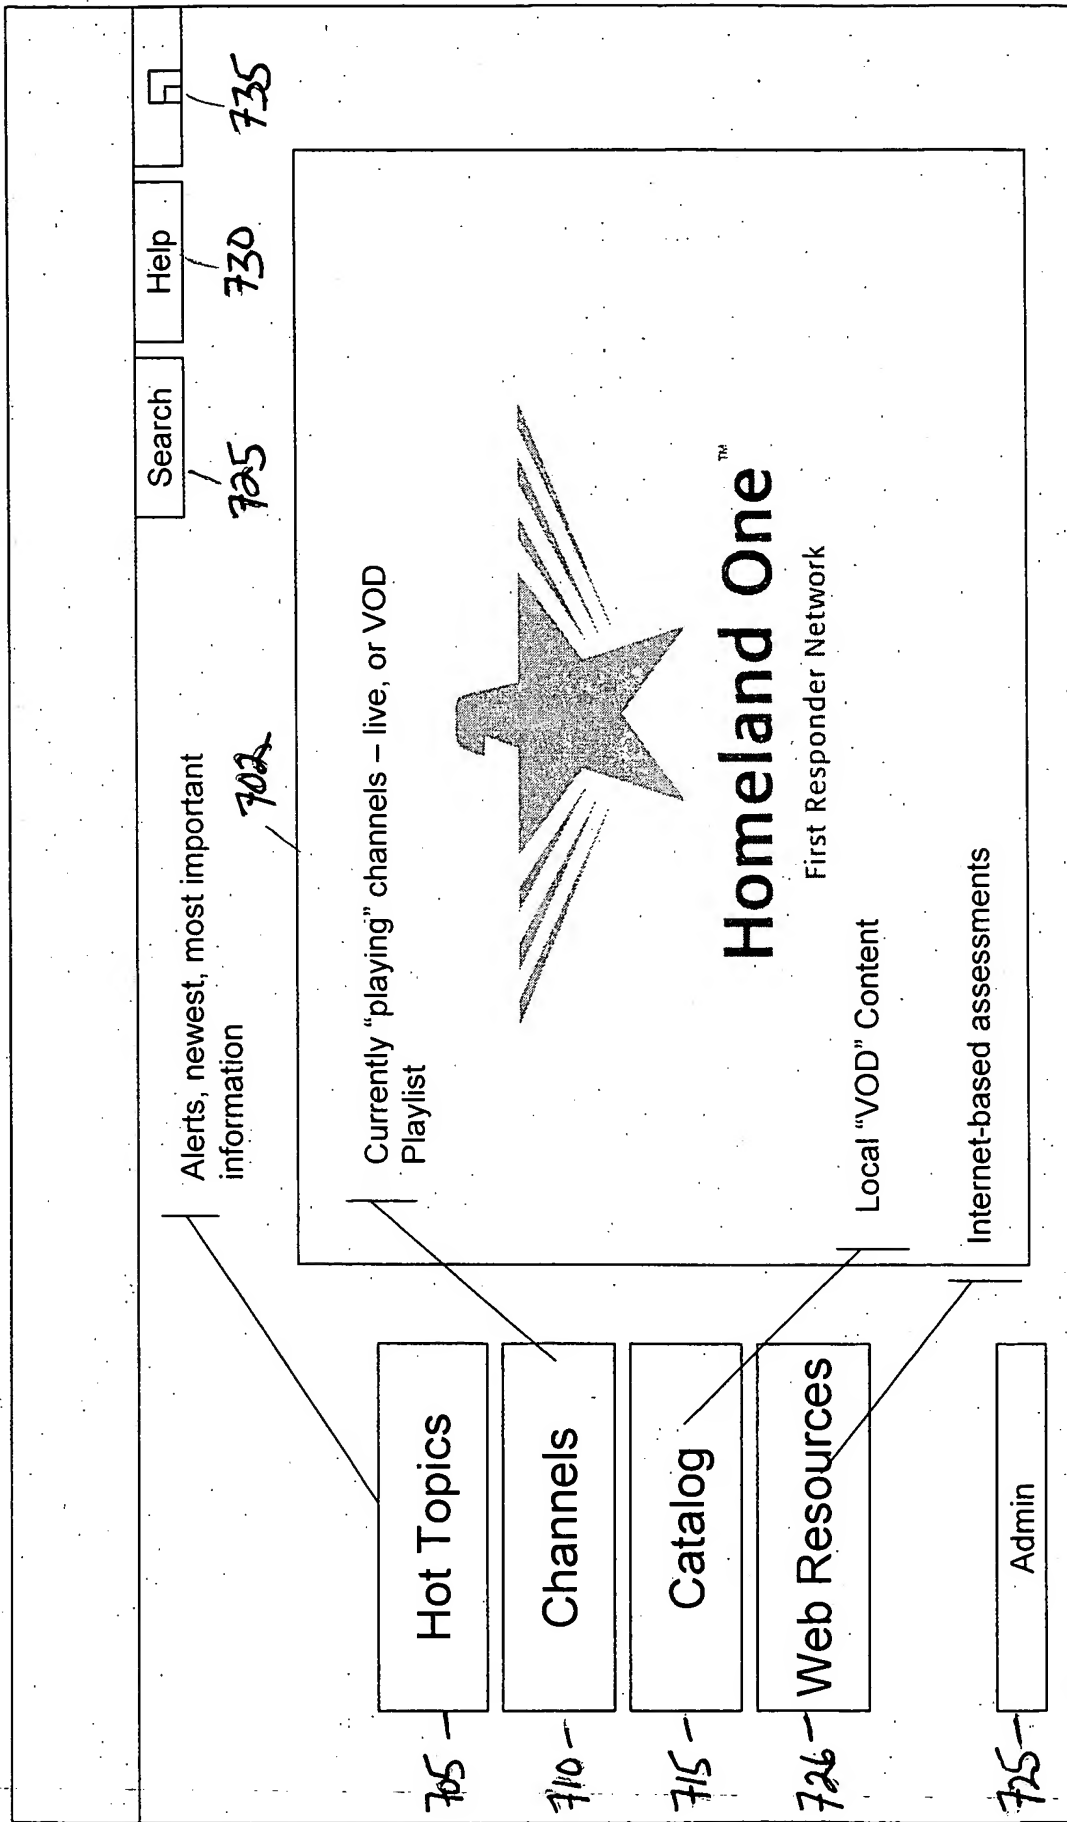 Search
Help
725
730
735
Alerts, newest, most important
information
702
Currently "playing" channels – live, or VOD
Playlist
Homeland One™
First Responder Network
Local "VOD" Content
Internet-based assessments
705
Hot Topics
710
Channels
715
Catalog
726
Web Resources
725
Admin